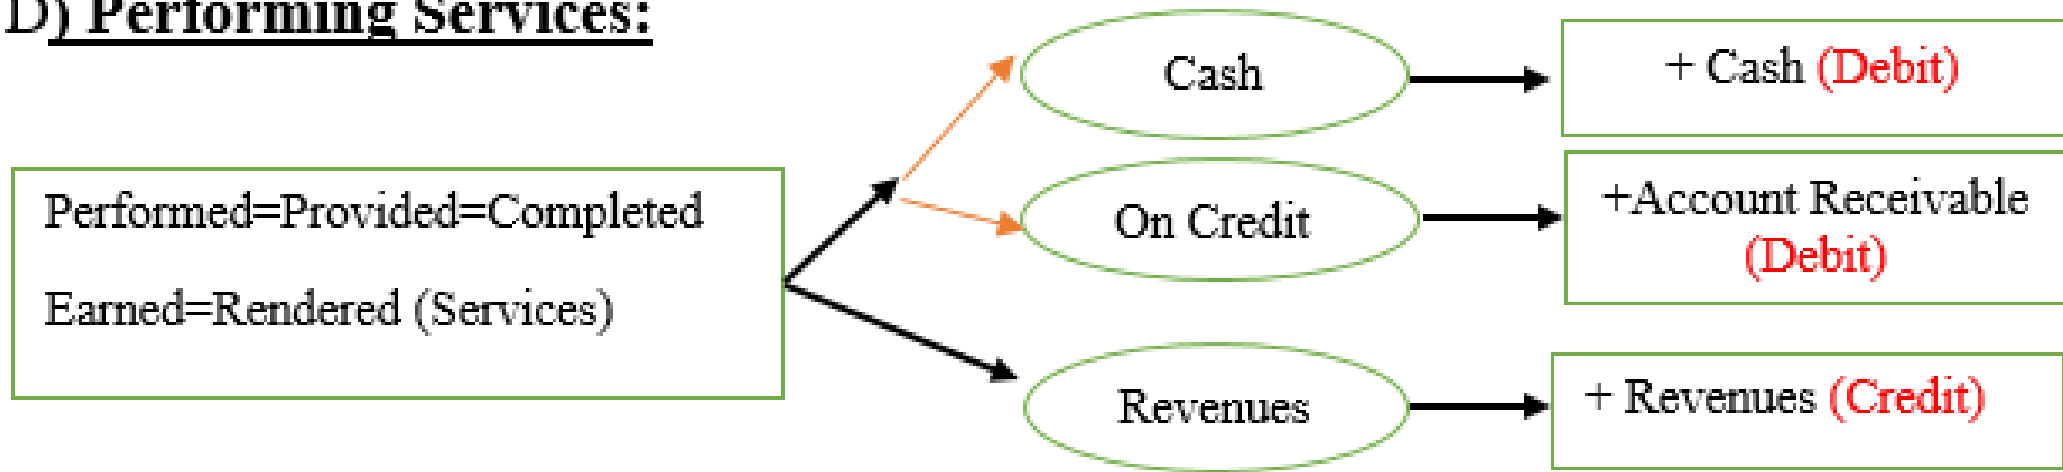 D) Performing Services:
Performed=Provided=Completed
Earned=Rendered (Services)
Cash
+ Cash (Debit)
On Credit
+Account Receivable
(Debit)
Revenues
+ Revenues (Credit)